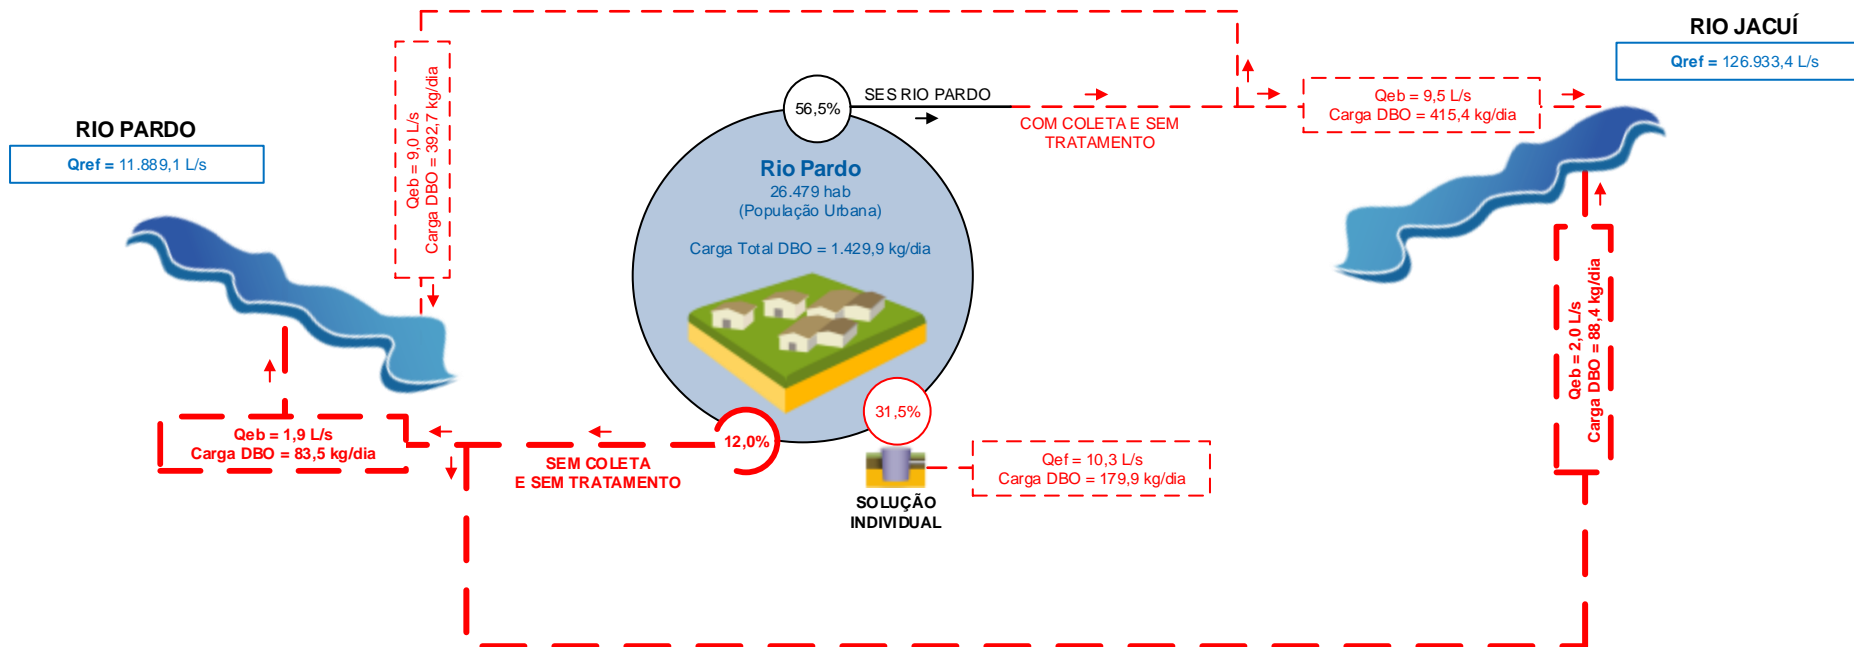 RIO JACUÍ
Qref = 126.933,4 L/s
RIO PARDO
Qref = 11.889,1 L/s
Qeb = 9,0 L/s
Carga DBO = 392,7 kg/dia
56,5%
SES RIO PARDO
COM COLETA E SEM
TRATAMENTO
Qeb = 9,5 L/s
Carga DBO = 415,4 kg/dia
Rio Pardo
26.479 hab
(População Urbana)
Carga Total DBO = 1.429,9 kg/dia
Qeb = 2,0 L/s
Carga DBO = 88,4 kg/dia
31,5%
12,0%
Qeb = 1,9 L/s
Carga DBO = 83,5 kg/dia
SEM COLETA
E SEM TRATAMENTO
Qef = 10,3 L/s
Carga DBO = 179,9 kg/dia
SOLUÇÃO
INDIVIDUAL